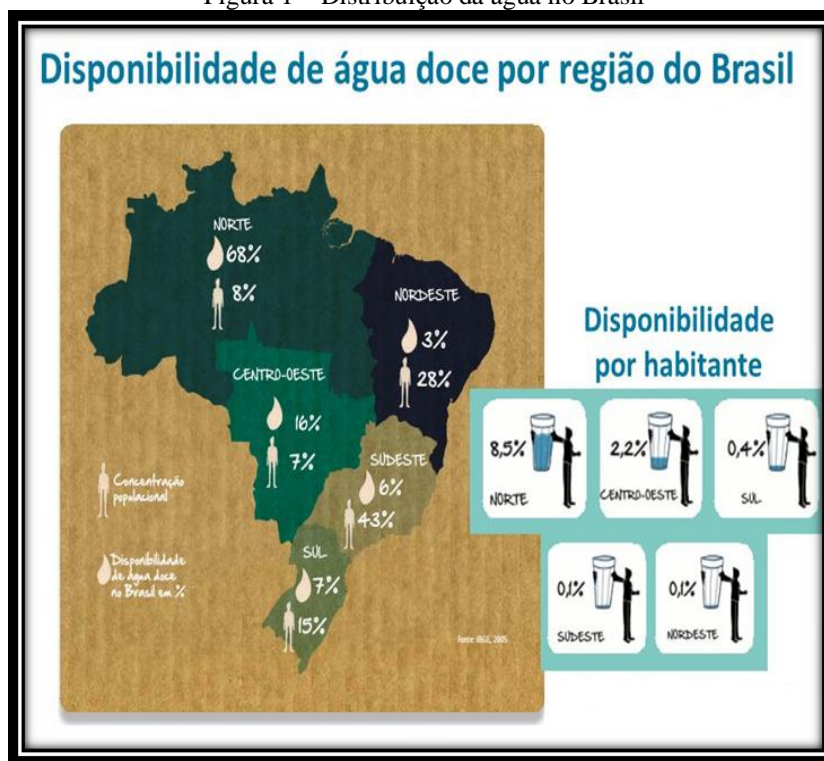 Figura 1 – Distribuição da água no Brasil
Disponibilidade de água doce por região do Brasil
NORTE
68%
8%
NORDESTE
3%
28%
CENTRO-OESTE
16%
7%
SUDESTE
6%
43%
SUL
7%
15%
Concentração
populacional
Disponibilidade
de água doce
no Brasil em %
Fonte: IBGE, 2005.
Disponibilidade
por habitante
8,5%
NORTE
2,2%
CENTRO-OESTE
0,4%
SUL
0,1%
SUDESTE
0,1%
NORDESTE